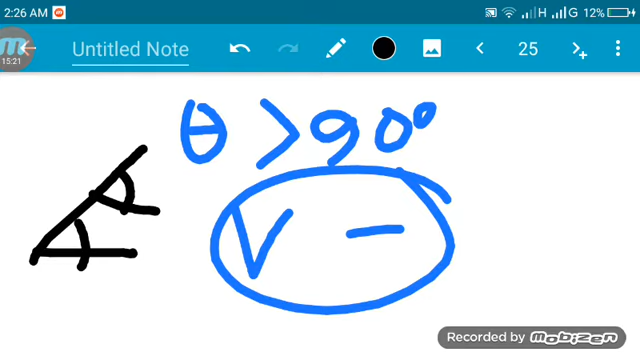 2:26 AM H G 12%
Untitled Note 25
15:21
θ > 90°
V -
Recorded by mobizen